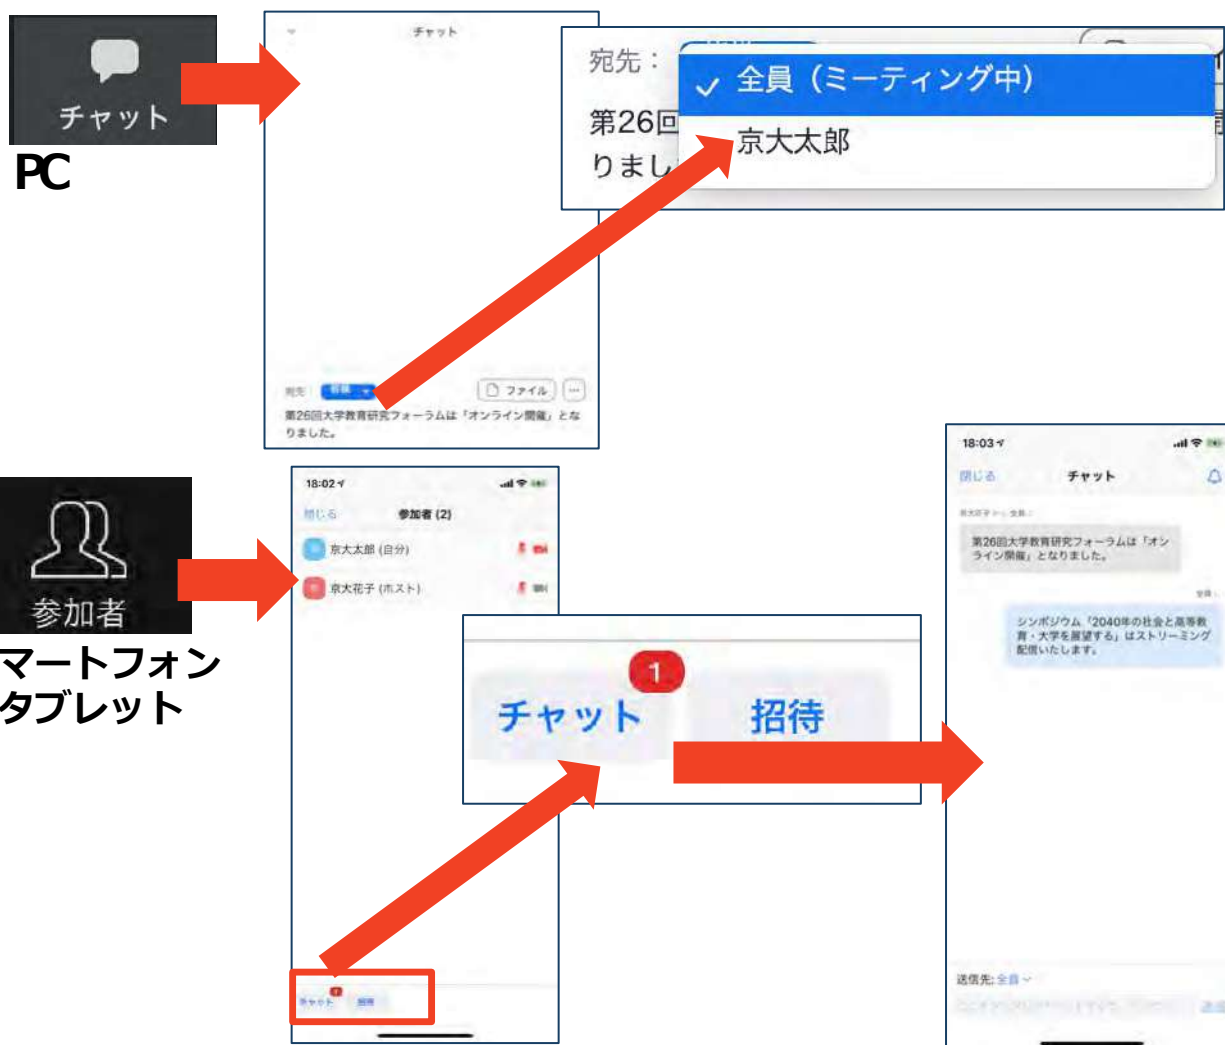 チャット
PC
チャット
宛先：
全員（ミーティング中）
第26回
京大太郎
りまし
宛先：
ファイル
第26回大学教育研究フォーラムは「オンライン開催」とな
りました。
参加者
マートフォン
タブレット
18:02
閉じる
参加者 (2)
京大太郎 (自分)
京大花子 (ホスト)
チャット
1
招待
チャット
招待
18:03
閉じる
チャット
第26回大学教育研究フォーラムは「オン
ライン開催」となりました。
全員
シンポジウム「2040年の社会と高等教
育・大学を展望する」はストリーミング
配信いたします。
送信先: 全員